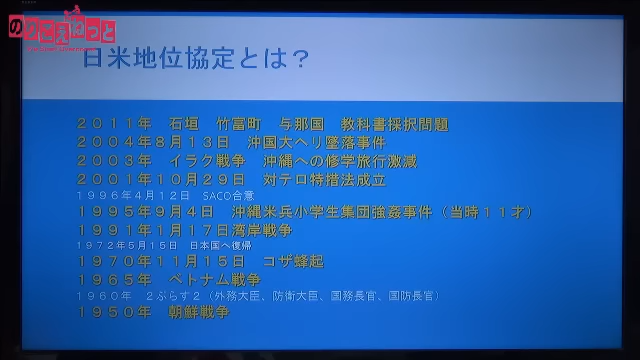 のりこえねっと
日米地位協定とは？
２０１１年　石垣　竹富町　与那国　教科書採択問題
２００４年８月１３日　沖国大ヘリ墜落事件
２００３年　イラク戦争　沖縄への修学旅行激減
２００１年１０月２９日　対テロ特措法成立
１９９６年４月１２日　SACO合意
１９９５年９月４日　沖縄米兵小学生集団強姦事件（当時１１才）
１９９１年１月１７日湾岸戦争
１９７２年５月１５日　日本国へ復帰
１９７０年１１月１５日　コザ蜂起
１９６５年　ベトナム戦争
１９６０年　２ぷらす２（外務大臣、防衛大臣、国務長官、国防長官）
１９５０年　朝鮮戦争